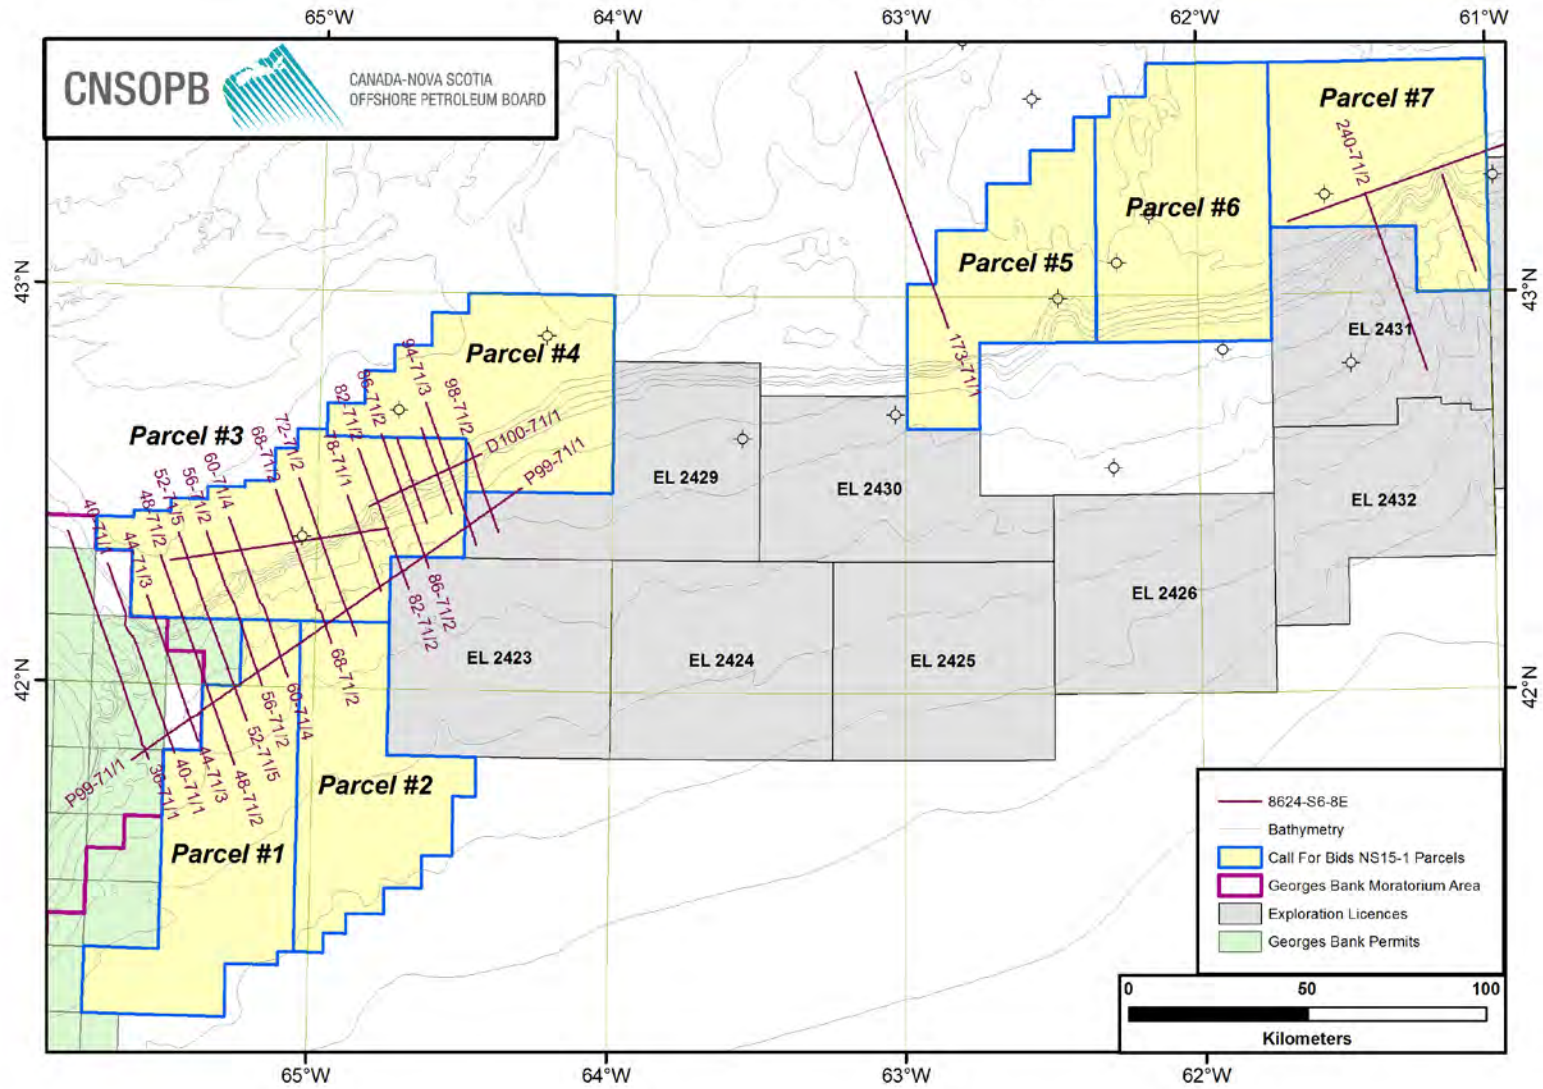 65°W
64°W
63°W
62°W
61°W
CNSOPB
CANADA-NOVA SCOTIA
OFFSHORE PETROLEUM BOARD
Parcel #7
240-71/2
Parcel #6
Parcel #5
43°N
43°N
173-71/1
EL 2431
Parcel #4
94-71/3
98-71/2
86-71/2
82-71/2
78-71/1
72-71/2
68-71/2
D100-71/1
P99-71/1
Parcel #3
60-71/4
56-71/2
52-71/5
48-71/2
40-71/1
44-71/3
EL 2429
EL 2430
EL 2432
EL 2426
86-71/2
82-71/2
68-71/2
60-71/4
56-71/2
52-71/5
EL 2423
EL 2424
EL 2425
42°N
42°N
P99-71/1
36-71/1
40-71/1
44-71/3
48-71/2
Parcel #2
Parcel #1
8624-S6-8E
Bathymetry
Call For Bids NS15-1 Parcels
Georges Bank Moratorium Area
Exploration Licences
Georges Bank Permits
0
50
100
Kilometers
65°W
64°W
63°W
62°W